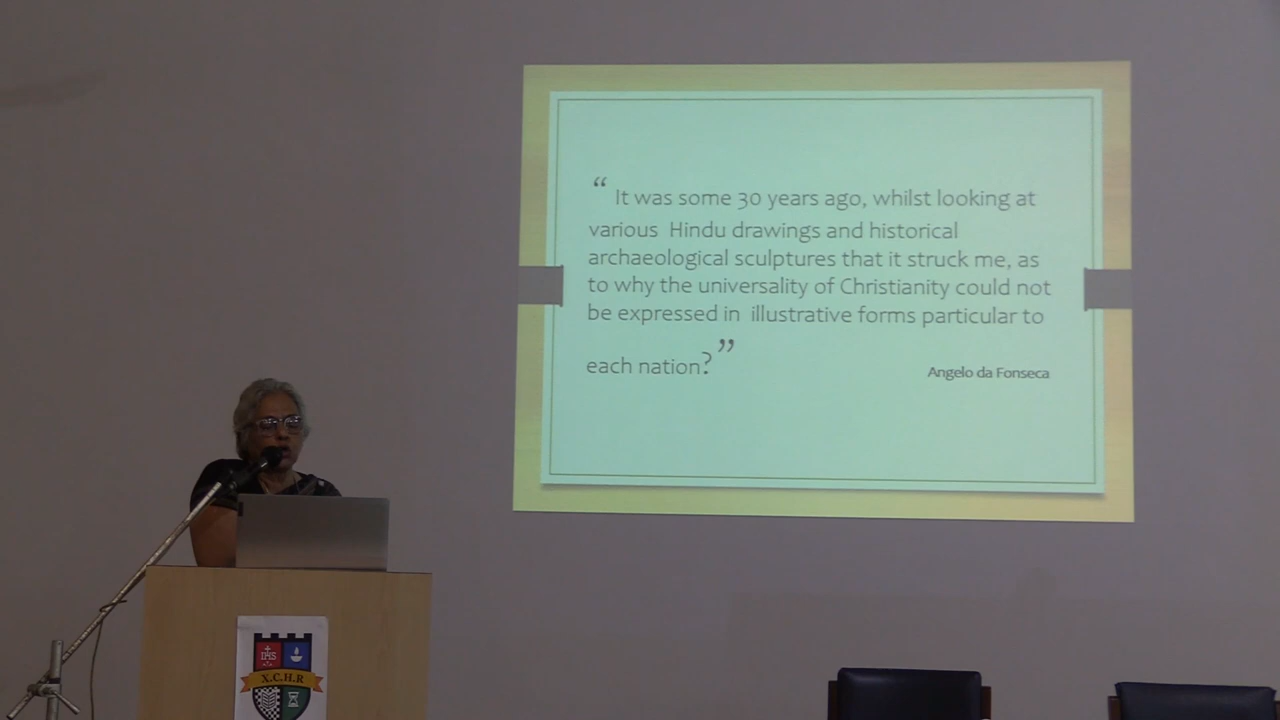 “ It was some 30 years ago, whilst looking at
various Hindu drawings and historical
archaeological sculptures that it struck me, as
to why the universality of Christianity could not
be expressed in illustrative forms particular to
each nation?”
Angelo da Fonseca
IHS
X.C.H.R